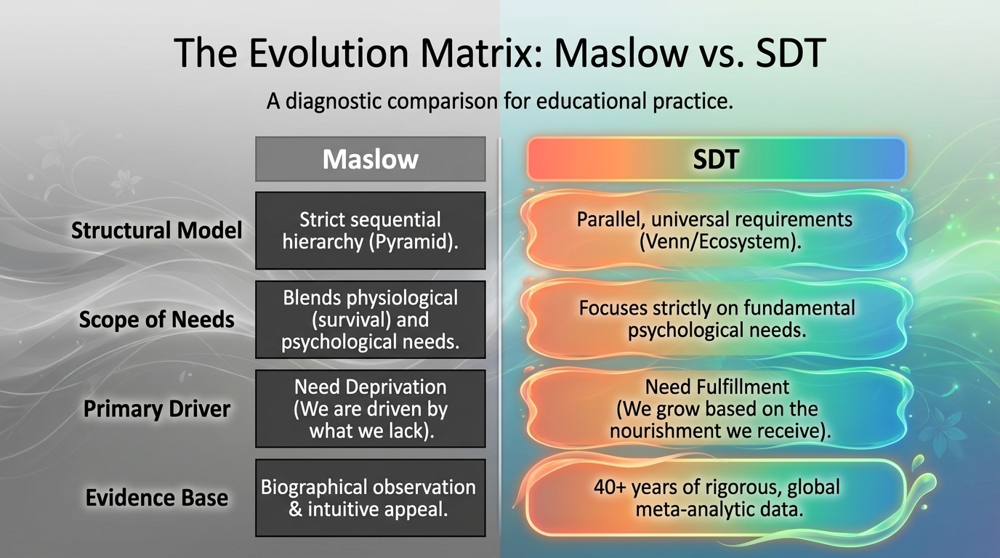 The Evolution Matrix: Maslow vs. SDT
A diagnostic comparison for educational practice.
Maslow
SDT
Structural Model
Strict sequential
hierarchy (Pyramid).
Parallel, universal requirements
(Venn/Ecosystem).
Scope of Needs
Blends physiological
(survival) and
psychological needs.
Focuses strictly on fundamental
psychological needs.
Primary Driver
Need Deprivation
(We are driven by
what we lack).
Need Fulfillment
(We grow based on the
nourishment we receive).
Evidence Base
Biographical observation
& intuitive appeal.
40+ years of rigorous, global
meta-analytic data.